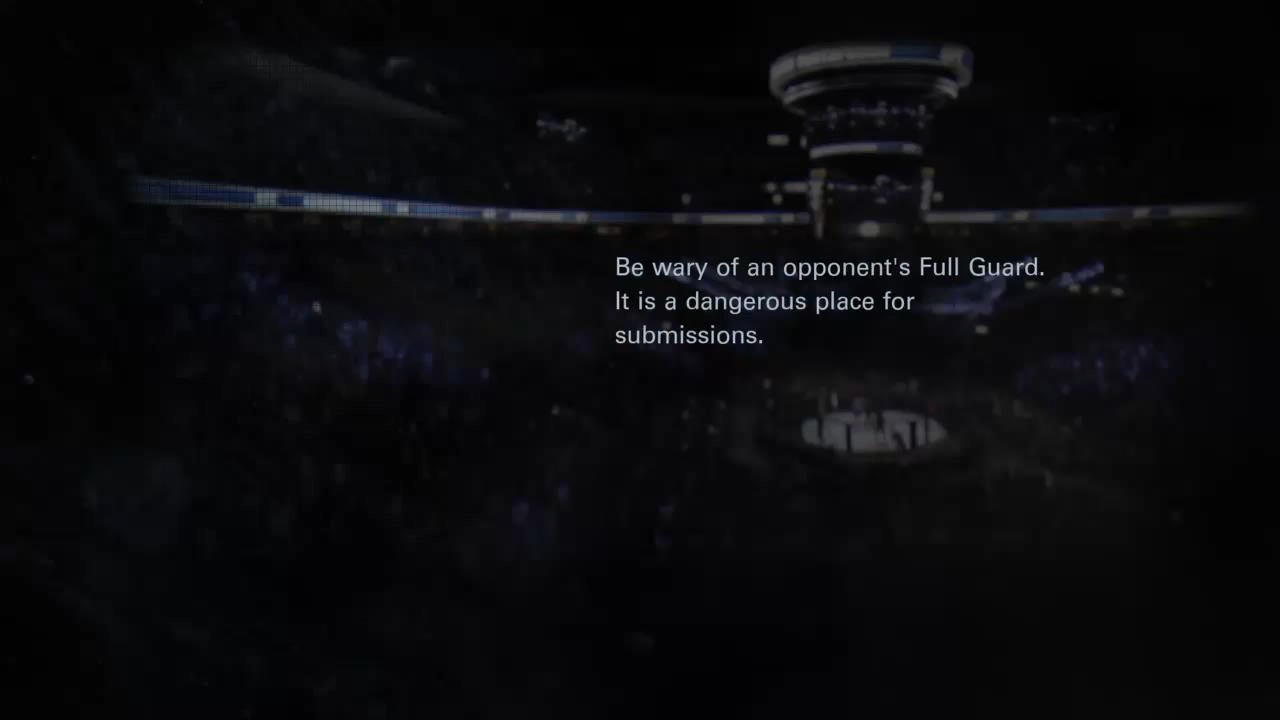 Be wary of an opponent's Full Guard.
It is a dangerous place for
submissions.